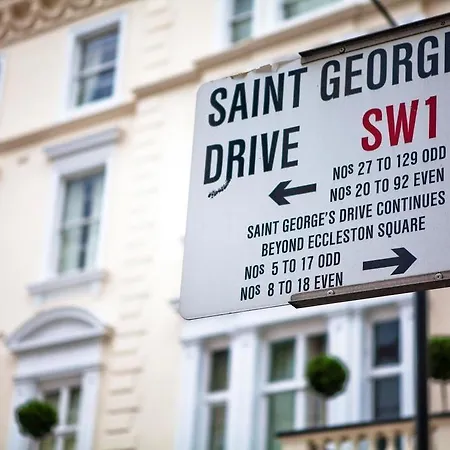 SAINT GEORGE'
DRIVE SW1
Nos 27 TO 129 ODD
Nos 20 TO 92 EVEN
SAINT GEORGE'S DRIVE CONTINUES
BEYOND ECCLESTON SQUARE
Nos 5 TO 17 ODD
Nos 8 TO 18 EVEN